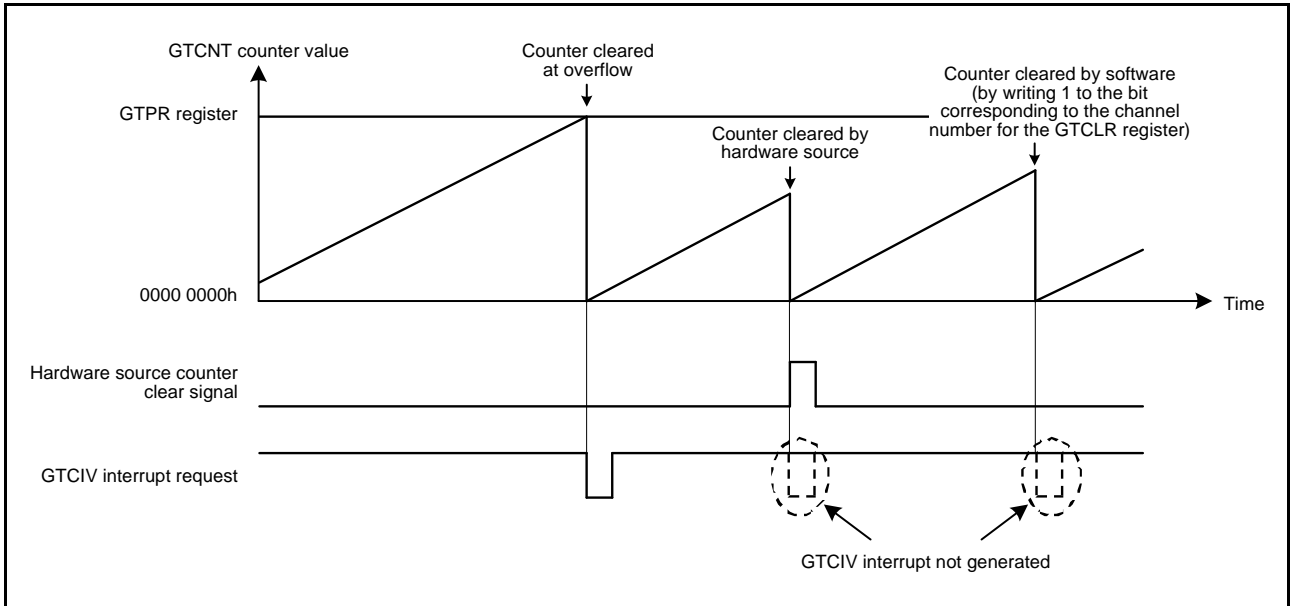 GTCNT counter value
Counter cleared
at overflow
Counter cleared by software
(by writing 1 to the bit
corresponding to the channel
number for the GTCLR register)
GTPR register
Counter cleared by
hardware source
0000 0000h
Time
Hardware source counter
clear signal
GTCIV interrupt request
GTCIV interrupt not generated